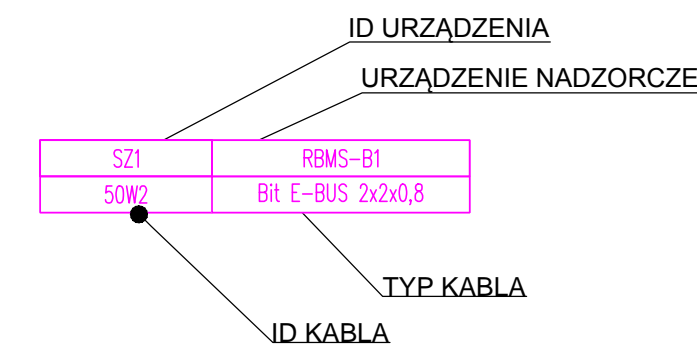 ID URZĄDZENIA
URZĄDZENIE NADZORCZE
SZ1 RBMS-B1
50W2 Bit E-BUS 2x2x0,8
TYP KABLA
ID KABLA